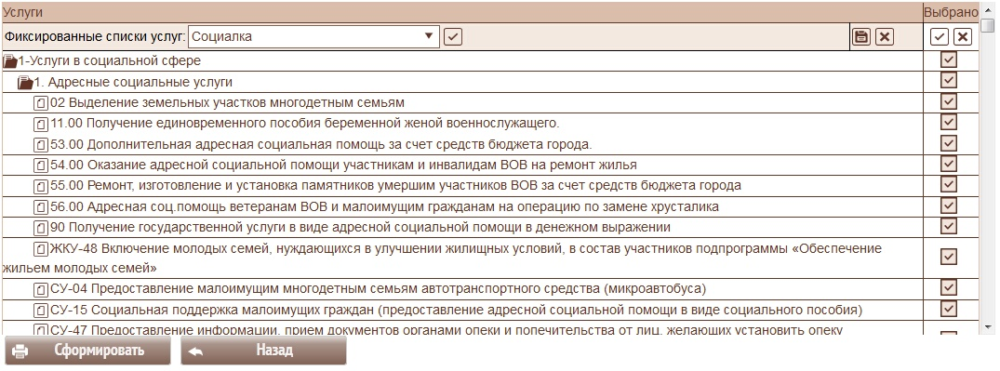 Услуги Выбрано
Фиксированные списки услуг: Социалка
1-Услуги в социальной сфере
1. Адресные социальные услуги
02 Выделение земельных участков многодетным семьям
11.00 Получение единовременного пособия беременной женой военнослужащего.
53.00 Дополнительная адресная социальная помощь за счет средств бюджета города.
54.00 Оказание адресной социальной помощи участникам и инвалидам ВОВ на ремонт жилья
55.00 Ремонт, изготовление и установка памятников умершим участников ВОВ за счет средств бюджета города
56.00 Адресная соц.помощь ветеранам ВОВ и малоимущим гражданам на операцию по замене хрусталика
90 Получение государственной услуги в виде адресной социальной помощи в денежном выражении
ЖКУ-48 Включение молодых семей, нуждающихся в улучшении жилищных условий, в состав участников подпрограммы «Обеспечение
жильем молодых семей»
СУ-04 Предоставление малоимущим многодетным семьям автотранспортного средства (микроавтобуса)
СУ-15 Социальная поддержка малоимущих граждан (предоставление адресной социальной помощи в виде социального пособия)
СУ-47 Предоставление информации, прием документов органами опеки и попечительства от лиц, желающих установить опеку
Сформировать Назад